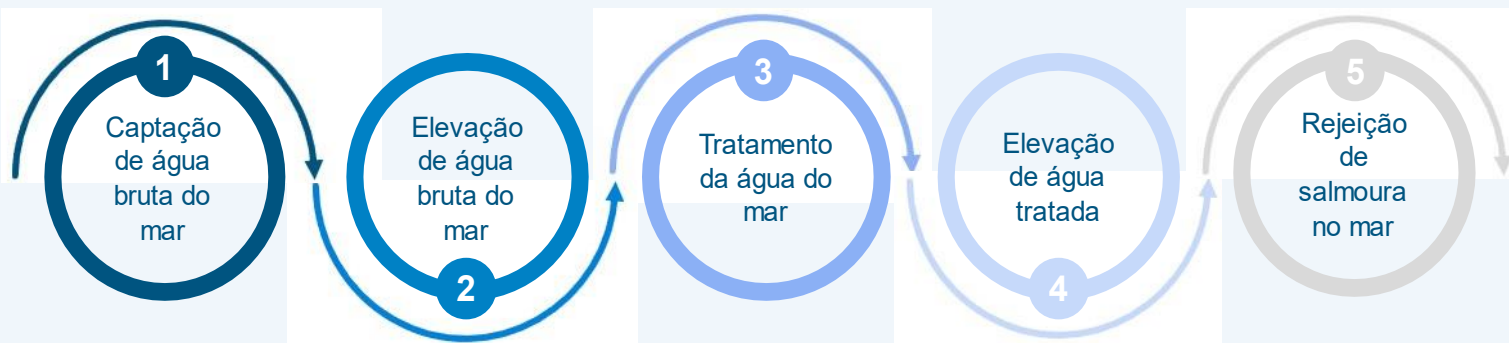 1
Captação
de água
bruta do
mar
Elevação
de água
bruta do
mar
2
3
Tratamento
da água do
mar
Elevação
de água
tratada
4
5
Rejeição
de
salmoura
no mar